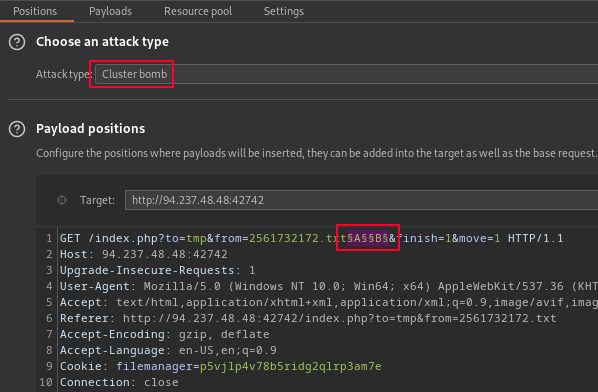 Positions Payloads Resource pool Settings
Choose an attack type
Attack type: Cluster bomb
Payload positions
Configure the positions where payloads will be inserted, they can be added into the target as well as the base request.
Target: http://94.237.48.48:42742
1 GET /index.php?to=tmp&from=2561732172.txt§A§§B§&finish=1&move=1 HTTP/1.1
2 Host: 94.237.48.48:42742
3 Upgrade-Insecure-Requests: 1
4 User-Agent: Mozilla/5.0 (Windows NT 10.0; Win64; x64) AppleWebKit/537.36 (KHT
5 Accept: text/html,application/xhtml+xml,application/xml;q=0.9,image/avif,imag
6 Referer: http://94.237.48.48:42742/index.php?to=tmp&from=2561732172.txt
7 Accept-Encoding: gzip, deflate
8 Accept-Language: en-US,en;q=0.9
9 Cookie: filemanager=p5vjlp4v78b5ridg2qlrp3am7e
10 Connection: close